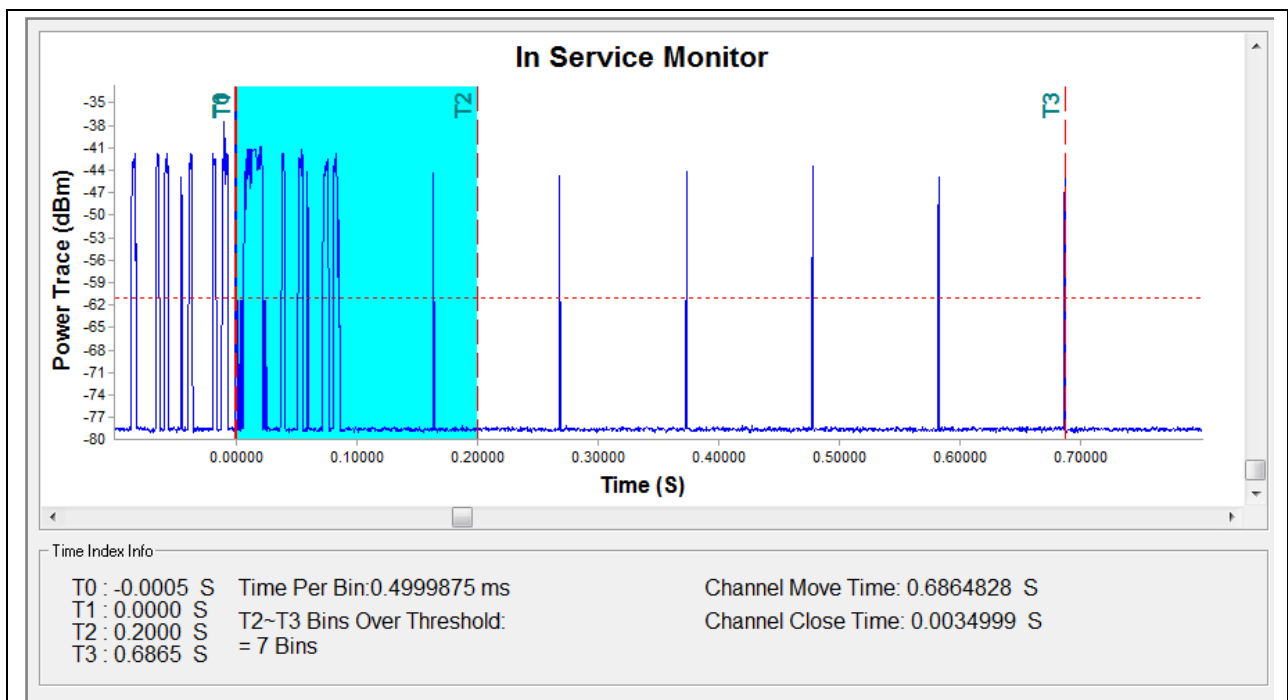 In Service Monitor
T0
T1
T2
T3
Power Trace (dBm)
-35
-38
-41
-44
-47
-50
-53
-56
-59
-62
-65
-68
-71
-74
-77
-80
0.00000 0.10000 0.20000 0.30000 0.40000 0.50000 0.60000 0.70000
Time (S)
Time Index Info
T0 : -0.0005 S
T1 : 0.0000 S
T2 : 0.2000 S
T3 : 0.6865 S
Time Per Bin:0.4999875 ms
T2~T3 Bins Over Threshold:
= 7 Bins
Channel Move Time: 0.6864828 S
Channel Close Time: 0.0034999 S